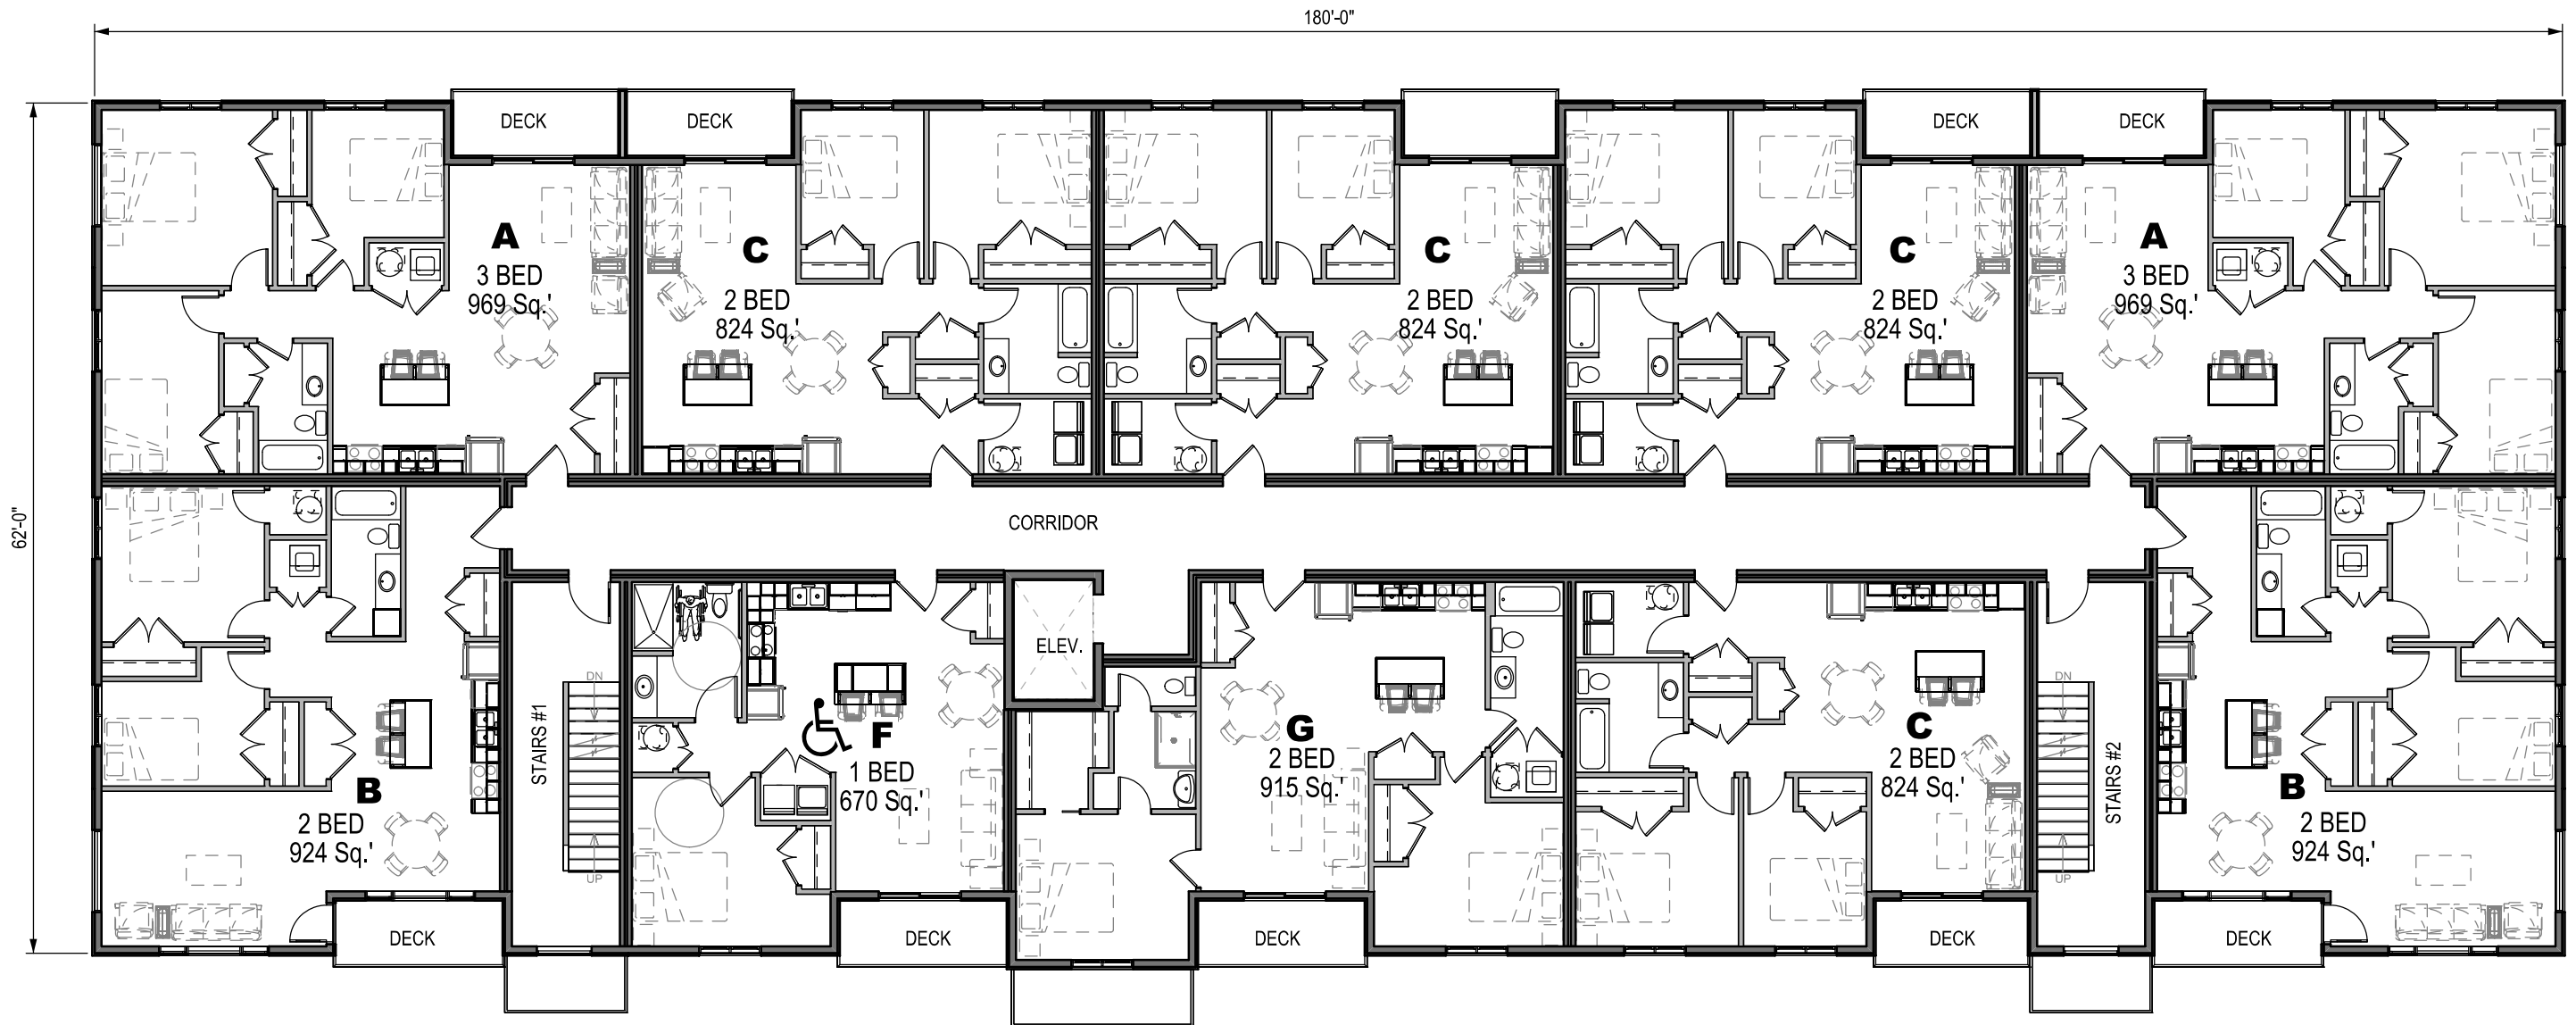 180'-0"
62'-0"
DECK
DECK
DECK
DECK
A
3 BED
969 Sq.'
C
2 BED
824 Sq.'
C
2 BED
824 Sq.'
C
2 BED
824 Sq.'
A
3 BED
969 Sq.'
CORRIDOR
ELEV.
DN
STAIRS #1
UP
B
2 BED
924 Sq.'
F
1 BED
670 Sq.'
G
2 BED
915 Sq.'
C
2 BED
824 Sq.'
DN
STAIRS #2
UP
B
2 BED
924 Sq.'
DECK
DECK
DECK
DECK
DECK